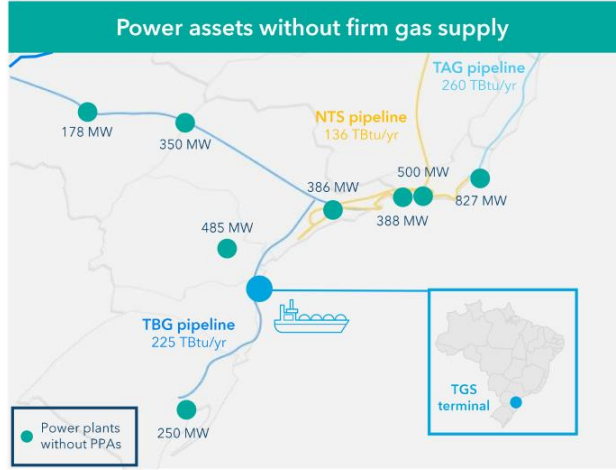 Power assets without firm gas supply
TAG pipeline
260 TBtu/yr
NTS pipeline
136 TBtu/yr
178 MW
350 MW
386 MW
500 MW
388 MW
827 MW
485 MW
TBG pipeline
225 TBtu/yr
TGS
terminal
250 MW
Power plants
without PPAs